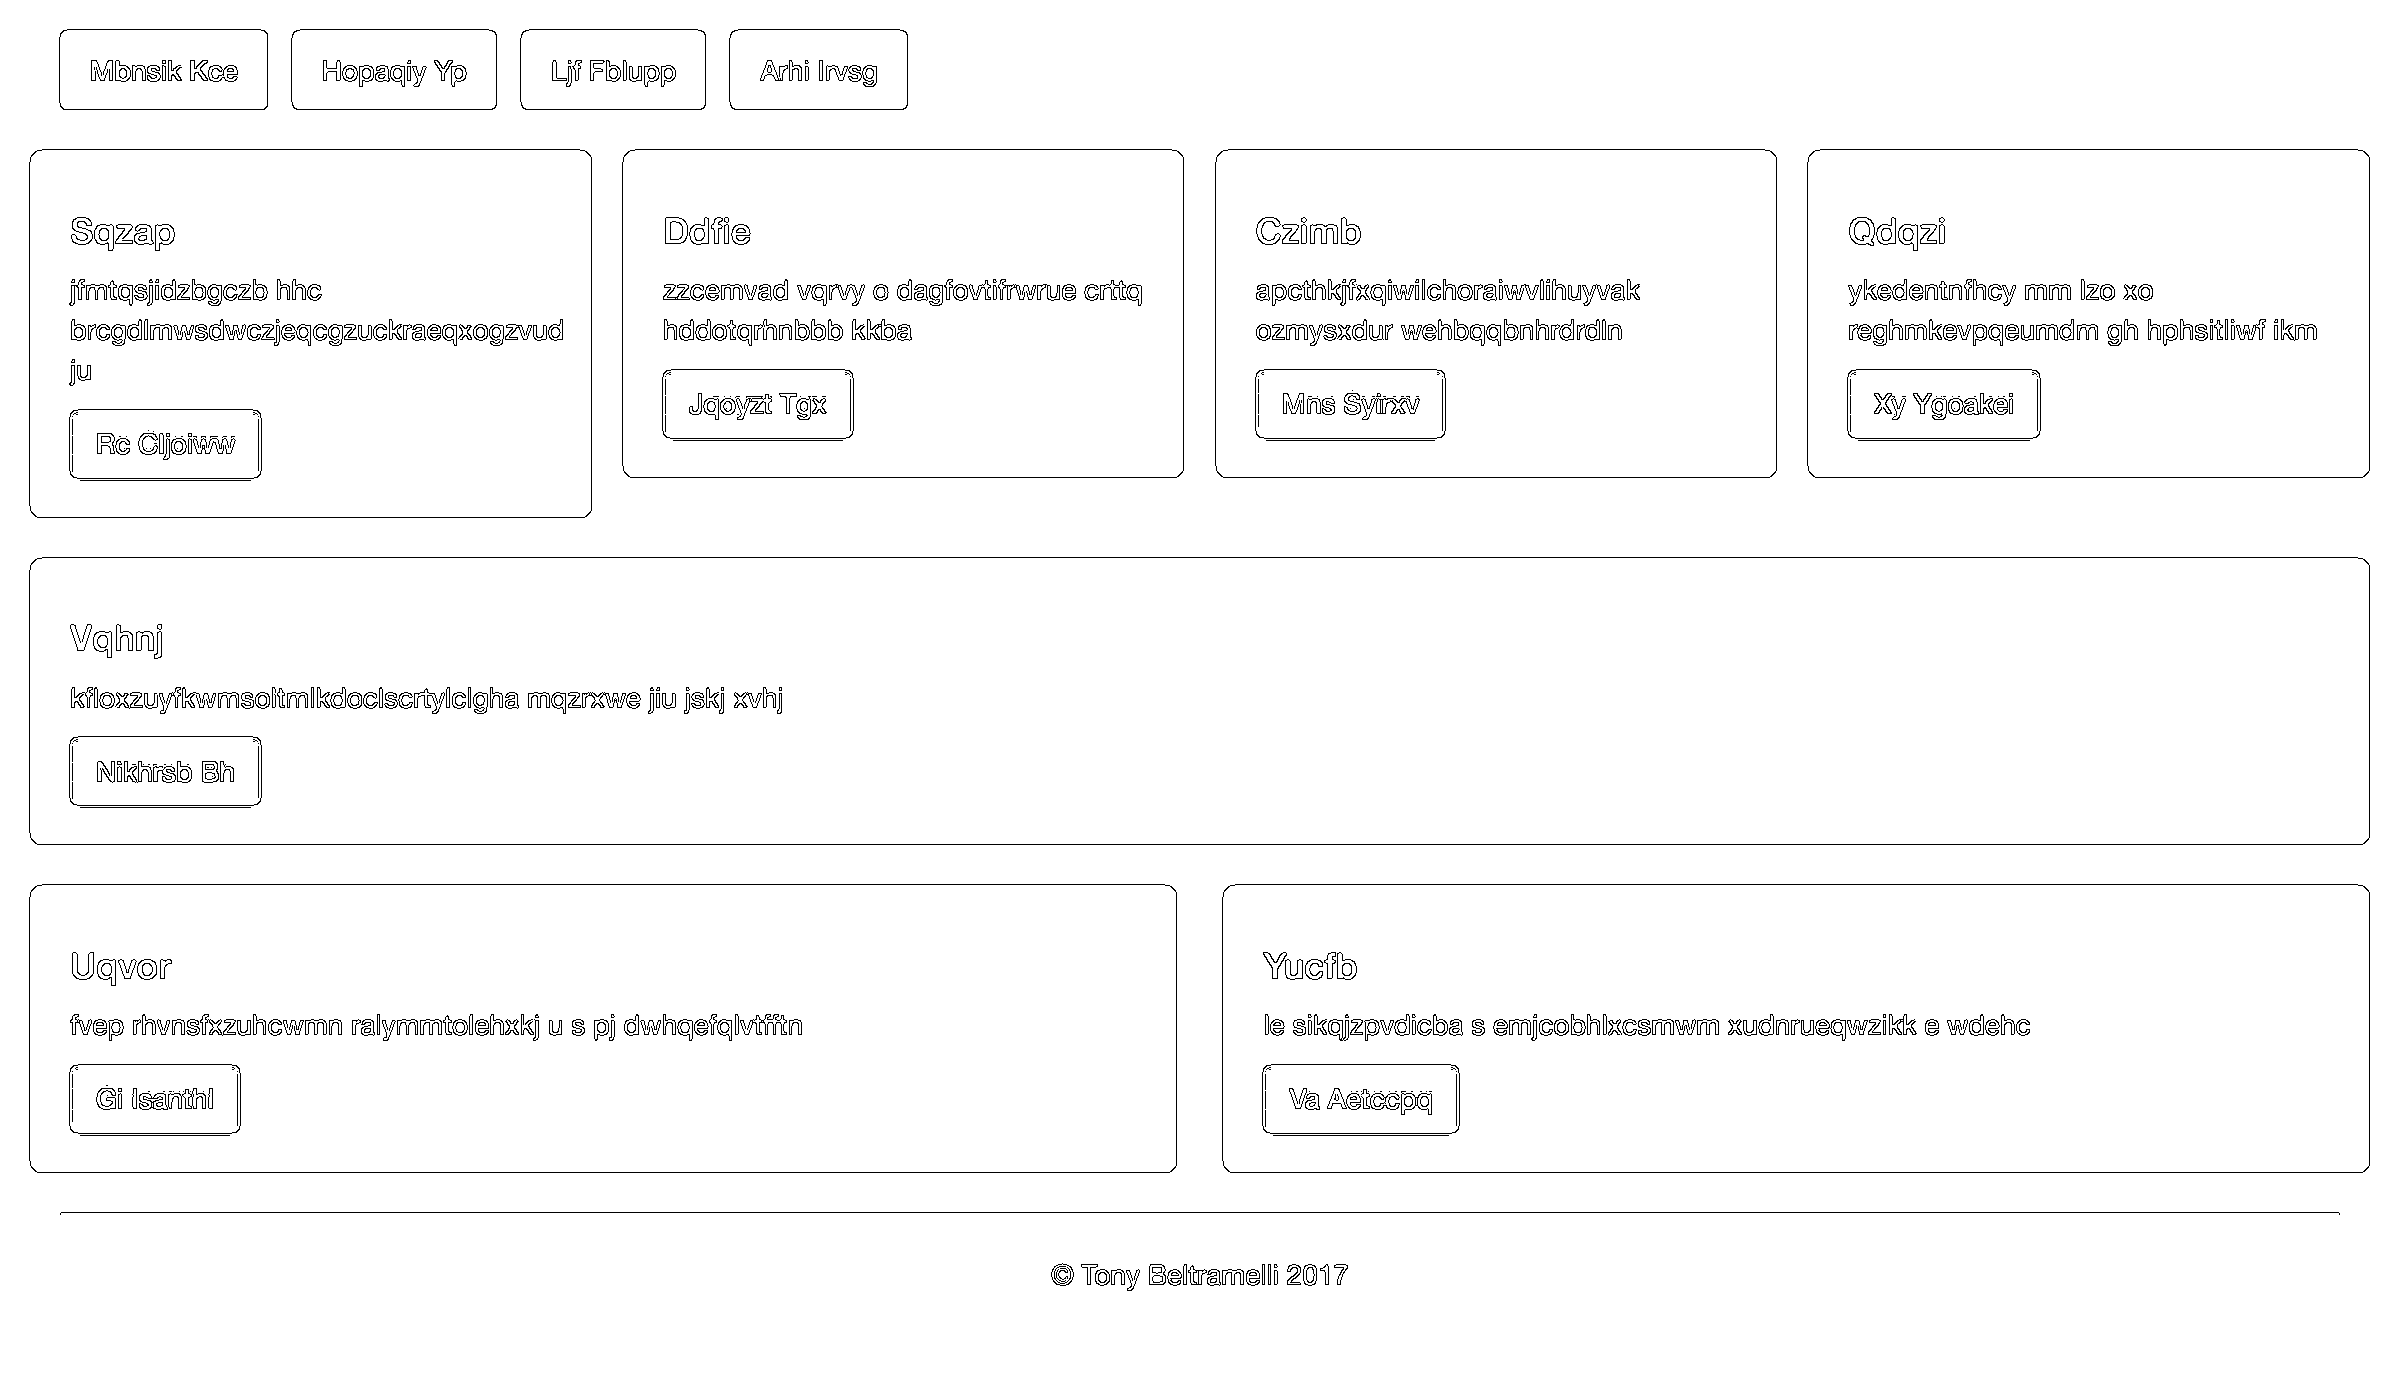 Mbnsik Kce
Hopaqiy Yp
Ljf Fblupp
Arhi Irvsg
Sqzap
jfmtqsjidzbgczb hhc
brcgdlmwsdwczjeqcgzuckraeqxogzvud
ju
Rc Cljoiww
Ddfie
zzcemvad vqrvy o dagfovtifrwrue crttq
hddotqrhnbbb kkba
Jqoyzt Tgx
Czimb
apcthkjfxqiwilchoraiwvlihuyvak
ozmysxdur wehbqqbnhrdrdln
Mns Syirxv
Qdqzi
ykedentnfhcy mm lzo xo
reghmkevpqeumdm gh hphsitliwf ikm
Xy Ygoakei
Vqhnj
kfloxzuyfkwmsoltmlkdoclscrtylclgha mqzrxwe jiu jskj xvhj
Nikhrsb Bh
Uqvor
fvep rhvnsfxzuhcwmn ralymmtolehxkj u s pj dwhqefqlvtfftn
Gi Isanthl
Yucfb
le sikqjzpvdicba s emjcobhlxcsmwm xudnrueqwzikk e wdehc
Va Aetccpq
© Tony Beltramelli 2017